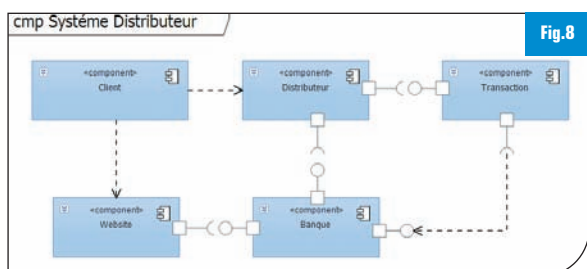 cmp Systéme Distributeur
Fig.8
«component»
Client
«component»
Distributeur
«component»
Transaction
«component»
Website
«component»
Banque